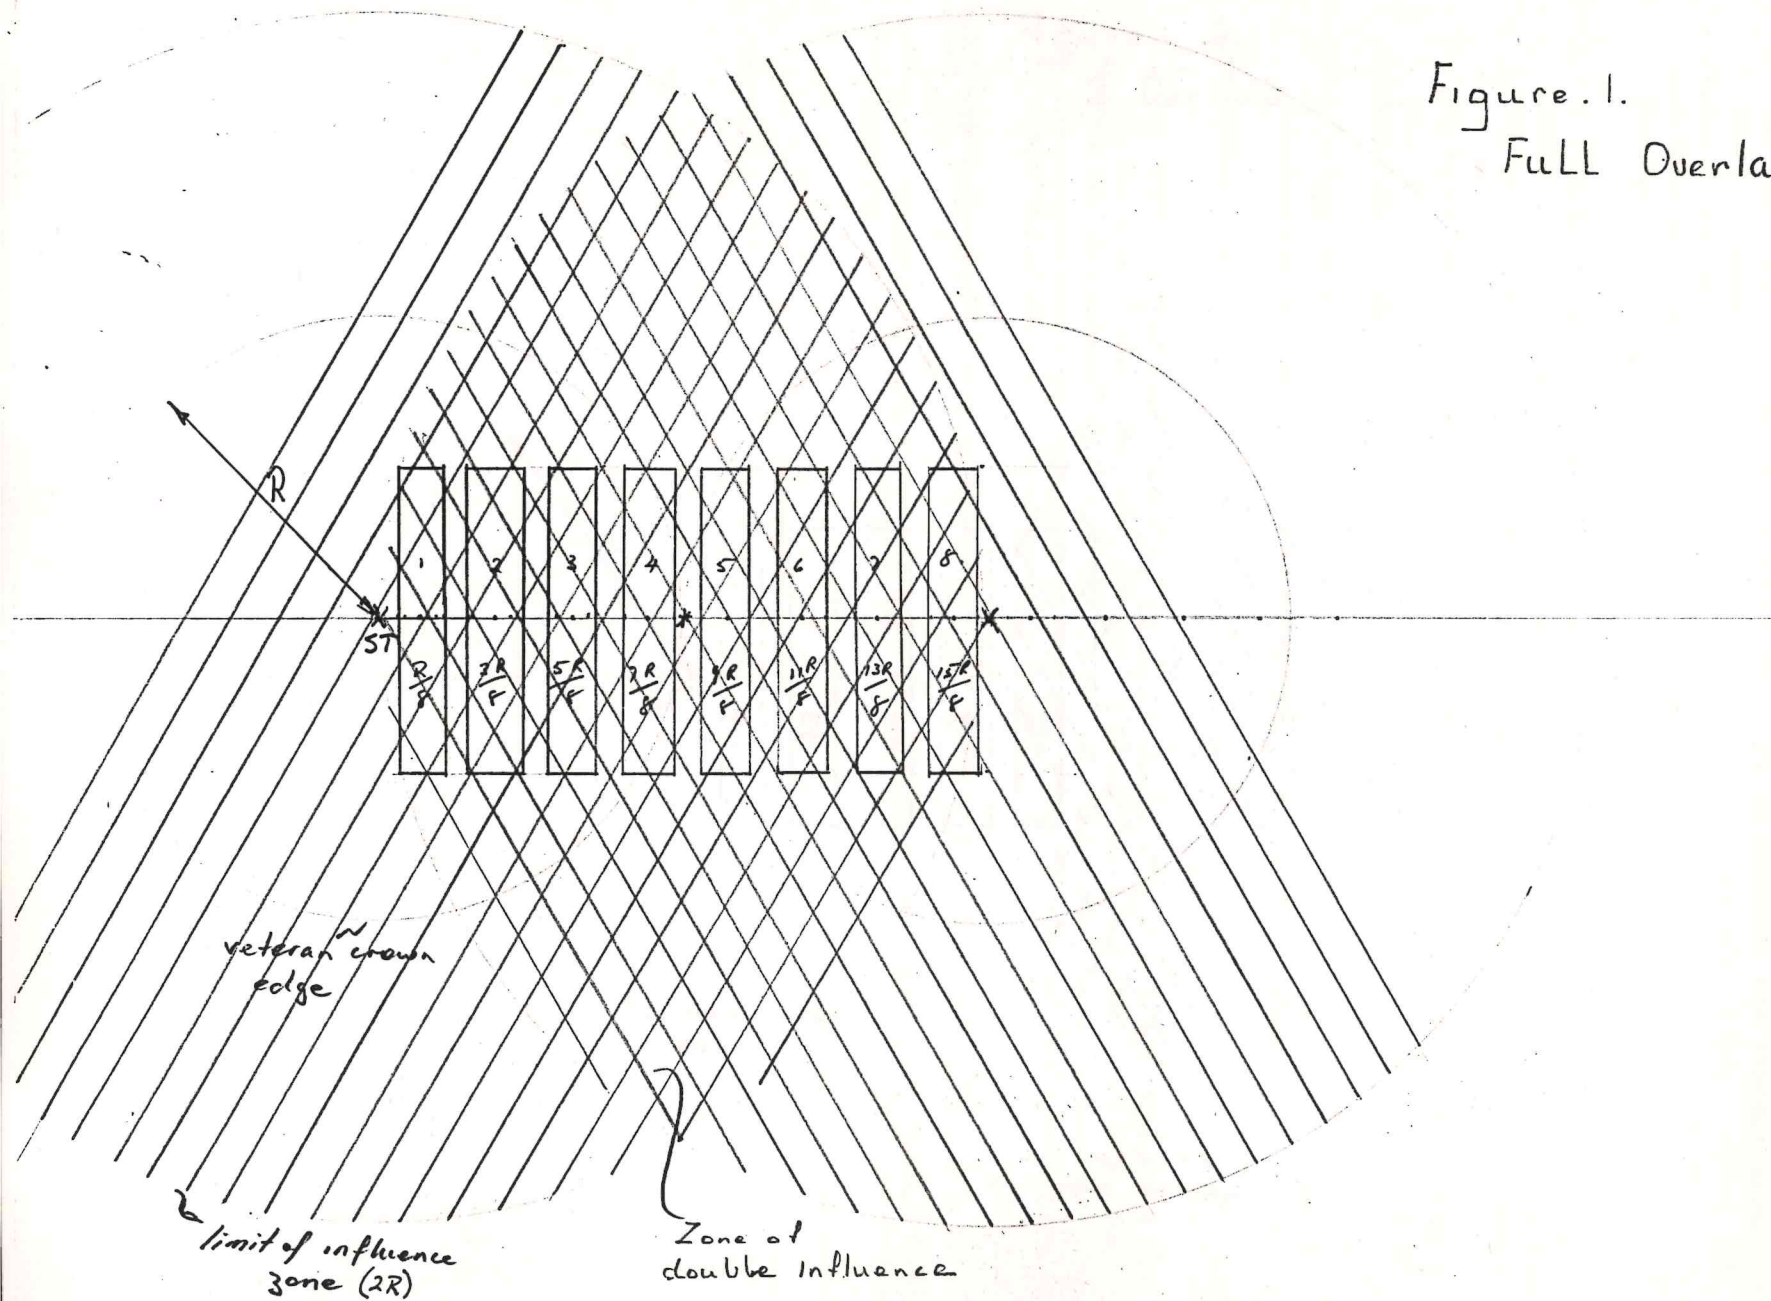 Figure.1.
Full Overla
R
1 2 3 4 5 6 7 8
ST
R/8 3R/8 5R/8 7R/8 9R/8 11R/8 13R/8 15R/8
veteran crown
edge
limit of influence
zone (2R)
Zone of
double influence